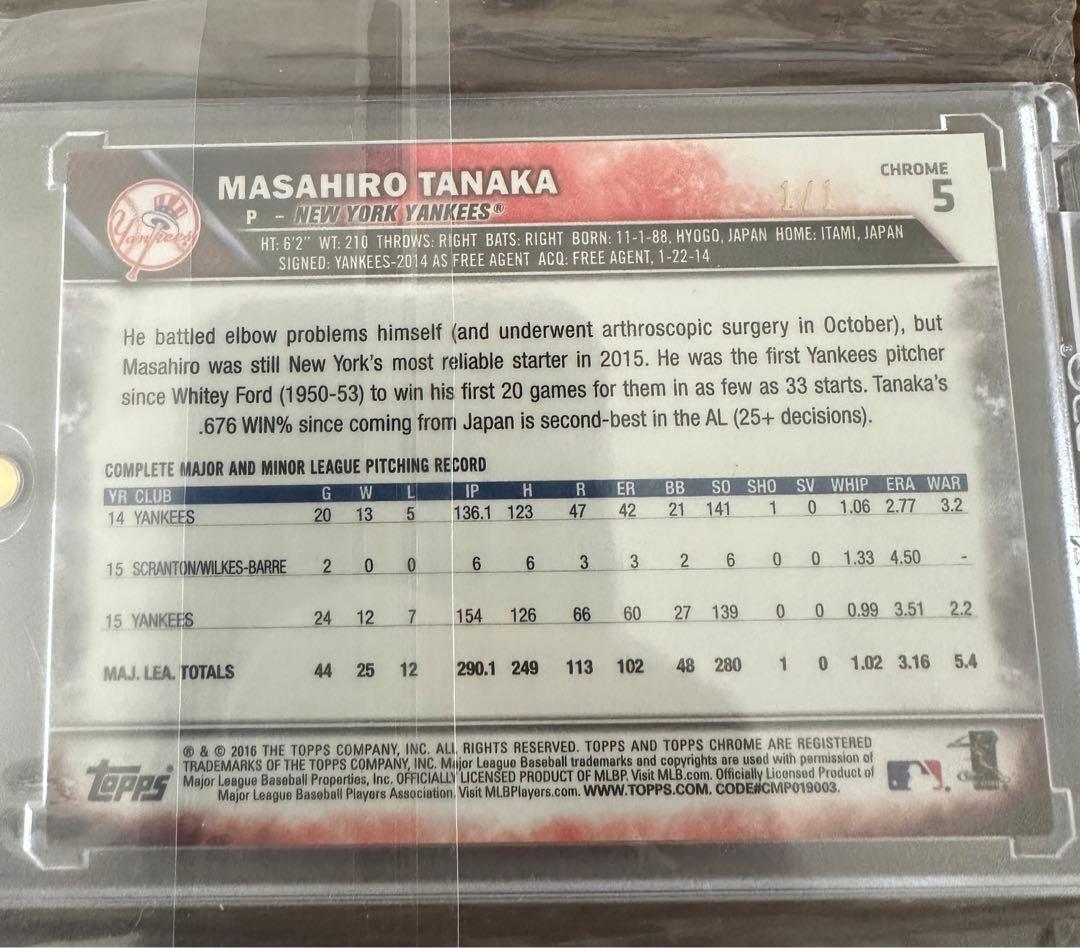 MASAHIRO TANAKA
P - NEW YORK YANKEES®
1/1
CHROME
5
Yankees
HT: 6'2" WT: 210 THROWS: RIGHT BATS: RIGHT BORN: 11-1-88, HYOGO, JAPAN HOME: ITAMI, JAPAN
SIGNED: YANKEES-2014 AS FREE AGENT ACQ: FREE AGENT, 1-22-14
He battled elbow problems himself (and underwent arthroscopic surgery in October), but
Masahiro was still New York's most reliable starter in 2015. He was the first Yankees pitcher
since Whitey Ford (1950-53) to win his first 20 games for them in as few as 33 starts. Tanaka's
.676 WIN% since coming from Japan is second-best in the AL (25+ decisions).
COMPLETE MAJOR AND MINOR LEAGUE PITCHING RECORD
YR CLUB G W L IP H R ER BB SO SHO SV WHIP ERA WAR
14 YANKEES 20 13 5 136.1 123 47 42 21 141 1 0 1.06 2.77 3.2
15 SCRANTON/WILKES-BARRE 2 0 0 6 6 3 3 2 6 0 0 1.33 4.50 -
15 YANKEES 24 12 7 154 126 66 60 27 139 0 0 0.99 3.51 2.2
MAJ. LEA. TOTALS 44 25 12 290.1 249 113 102 48 280 1 0 1.02 3.16 5.4
Topps
® & © 2016 THE TOPPS COMPANY, INC. ALL RIGHTS RESERVED. TOPPS AND TOPPS CHROME ARE REGISTERED
TRADEMARKS OF THE TOPPS COMPANY, INC. Major League Baseball trademarks and copyrights are used with permission of
Major League Baseball Properties, Inc. OFFICIALLY LICENSED PRODUCT OF MLBP. Visit MLB.com. Officially Licensed Product of
Major League Baseball Players Association. Visit MLBPlayers.com. WWW.TOPPS.COM. CODE#CMP019003.